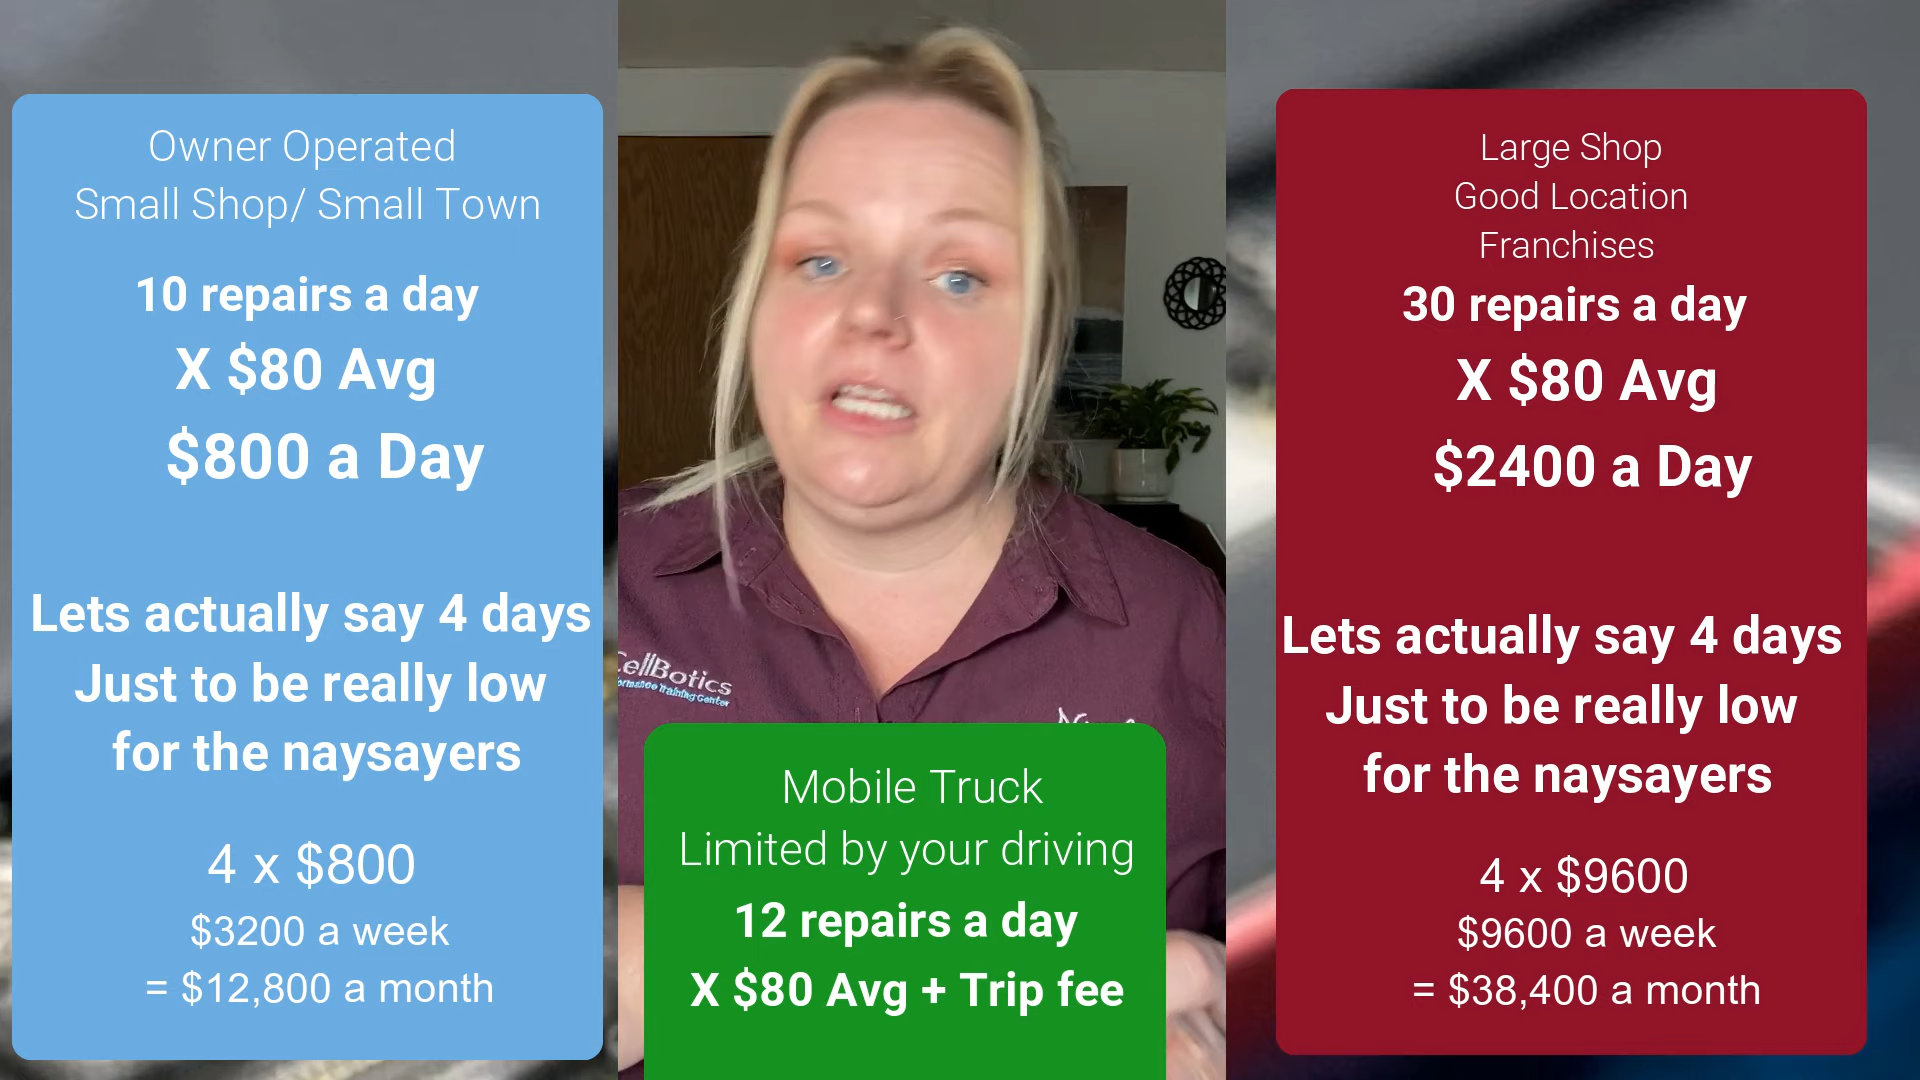 Owner Operated
Small Shop/ Small Town
10 repairs a day
X $80 Avg
$800 a Day
Lets actually say 4 days
Just to be really low
for the naysayers
4 x $800
$3200 a week
= $12,800 a month
CellBotics
Training Center
Mobile Truck
Limited by your driving
12 repairs a day
X $80 Avg + Trip fee
Large Shop
Good Location
Franchises
30 repairs a day
X $80 Avg
$2400 a Day
Lets actually say 4 days
Just to be really low
for the naysayers
4 x $9600
$9600 a week
= $38,400 a month